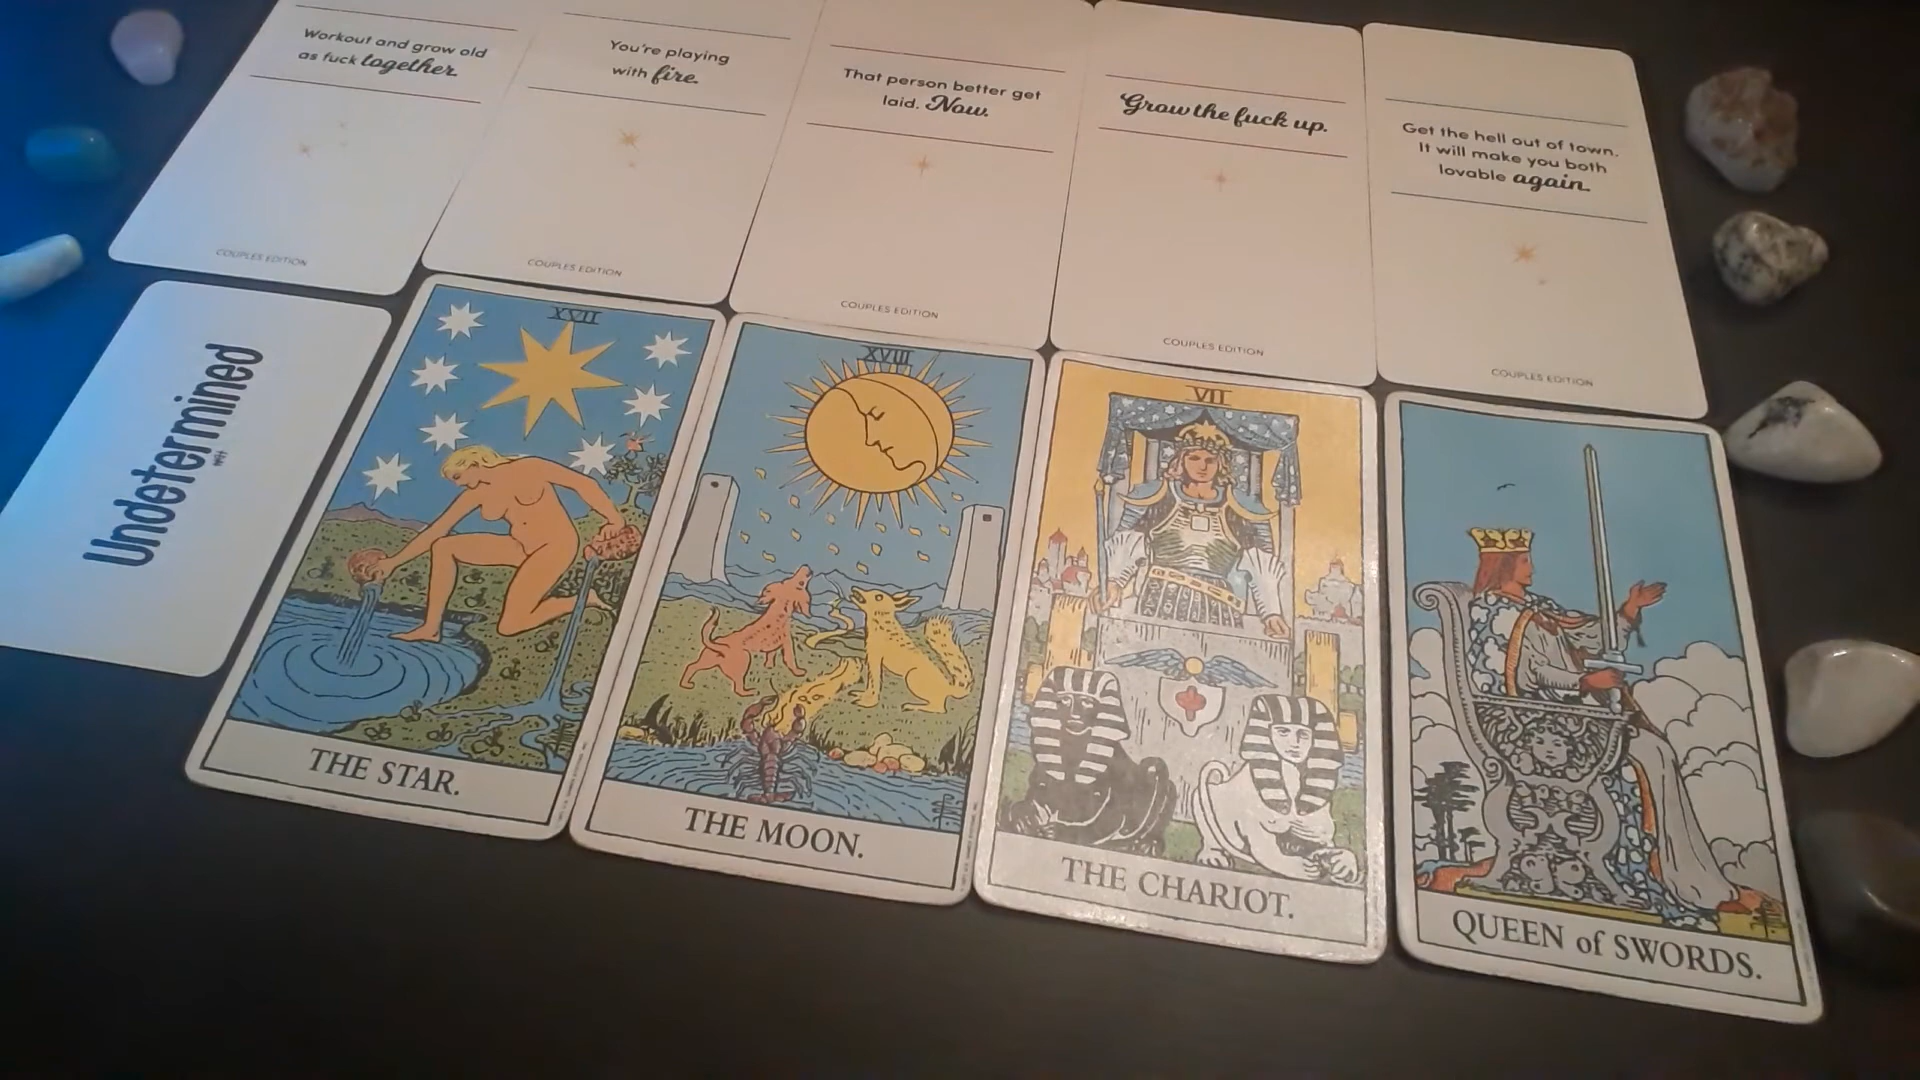 Workout and grow old
as fuck together.
COUPLES EDITION
You're playing
with fire.
COUPLES EDITION
That person better get
laid. Now.
COUPLES EDITION
Grow the fuck up.
COUPLES EDITION
Get the hell out of town.
It will make you both
lovable again.
COUPLES EDITION
Undetermined
XVII
THE STAR.
XVIII
THE MOON.
VII
THE CHARIOT.
QUEEN of SWORDS.